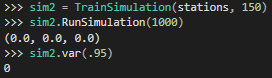 >>> sim2 = TrainSimulation(stations, 150)
>>> sim2.RunSimulation(1000)
(0.0, 0.0, 0.0)
>>> sim2.var(.95)
0